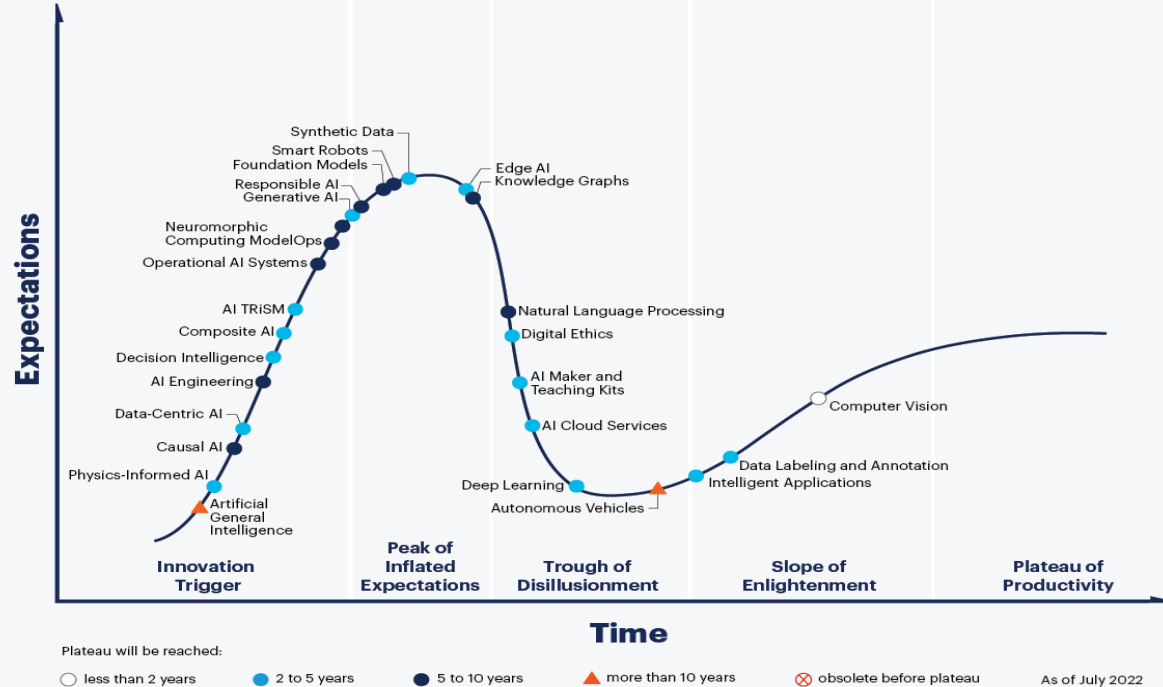 Expectations
Synthetic Data
Smart Robots
Foundation Models
Responsible AI
Generative AI
Neuromorphic
Computing ModelOps
Operational AI Systems
AI TRiSM
Composite AI
Decision Intelligence
AI Engineering
Data-Centric AI
Causal AI
Physics-Informed AI
Artificial
General
Intelligence
Edge AI
Knowledge Graphs
Natural Language Processing
Digital Ethics
AI Maker and
Teaching Kits
AI Cloud Services
Deep Learning
Autonomous Vehicles
Computer Vision
Data Labeling and Annotation
Intelligent Applications
Innovation
Trigger
Peak of
Inflated
Expectations
Trough of
Disillusionment
Slope of
Enlightenment
Plateau of
Productivity
Time
Plateau will be reached:
less than 2 years
2 to 5 years
5 to 10 years
more than 10 years
obsolete before plateau
As of July 2022